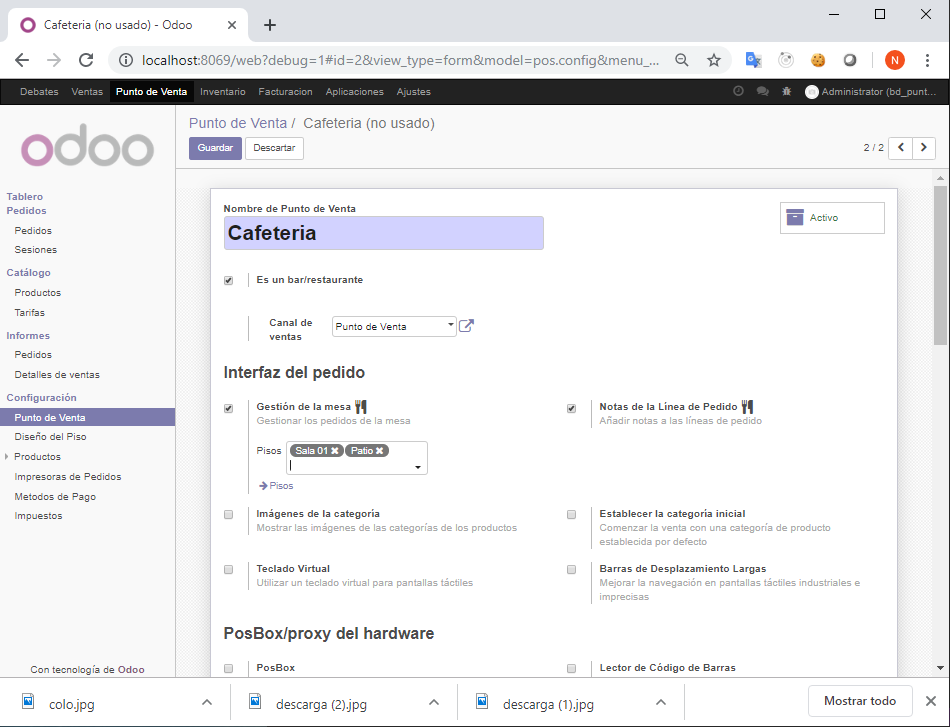 Cafeteria (no usado) - Odoo
localhost:8069/web?debug=1#id=2&view_type=form&model=pos.config&menu_...
N
Debates Ventas Punto de Venta Inventario Facturacion Aplicaciones Ajustes Administrator (bd_punt...
odoo
Tablero
Pedidos
Pedidos
Sesiones
Catálogo
Productos
Tarifas
Informes
Pedidos
Detalles de ventas
Configuración
Punto de Venta
Diseño del Piso
Productos
Impresoras de Pedidos
Metodos de Pago
Impuestos
Con tecnología de Odoo
Punto de Venta / Cafeteria (no usado)
Guardar Descartar 2 / 2
Nombre de Punto de Venta
Cafeteria
Activo
Es un bar/restaurante
Canal de ventas
Punto de Venta
Interfaz del pedido
Gestión de la mesa
Gestionar los pedidos de la mesa
Pisos Sala 01 Patio
Pisos
Notas de la Línea de Pedido
Añadir notas a las líneas de pedido
Imágenes de la categoría
Mostrar las imágenes de las categorías de los productos
Establecer la categoría inicial
Comenzar la venta con una categoría de producto
establecida por defecto
Teclado Virtual
Utilizar un teclado virtual para pantallas táctiles
Barras de Desplazamiento Largas
Mejorar la navegación en pantallas táctiles industriales e
imprecisas
PosBox/proxy del hardware
PosBox
Lector de Código de Barras
colo.jpg descarga (2).jpg descarga (1).jpg Mostrar todo